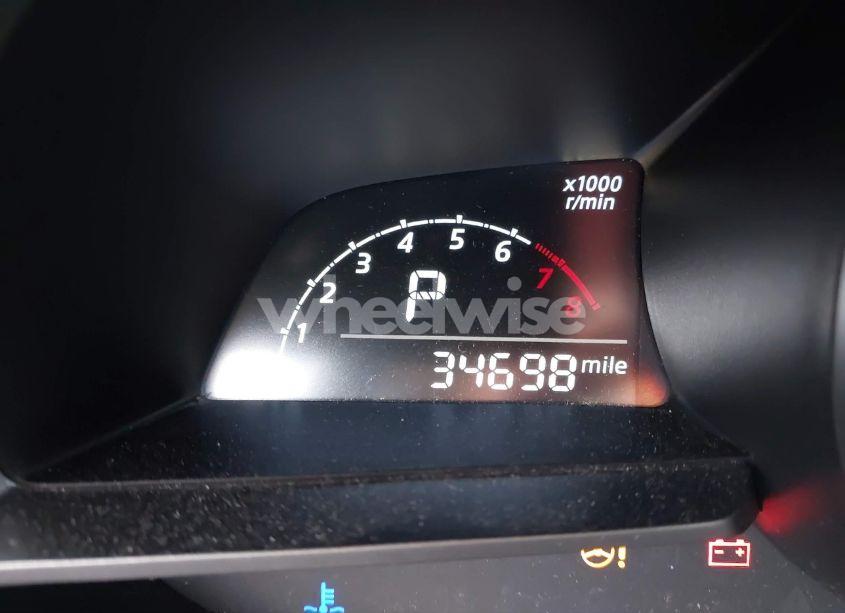 x1000
r/min
1 2 3 4 5 6 7 8
P
wheelwise
34698 mile